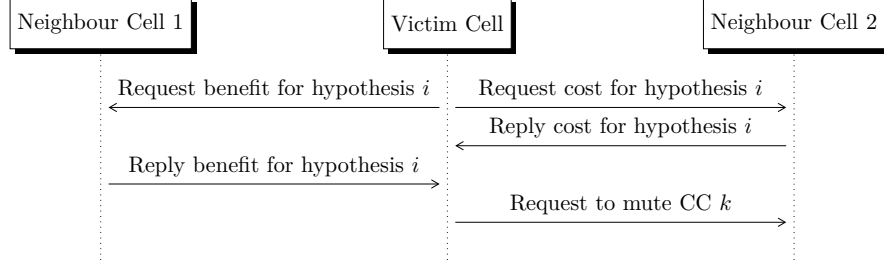 Neighbour Cell 1
Victim Cell
Neighbour Cell 2
Request benefit for hypothesis i
Request cost for hypothesis i
Reply cost for hypothesis i
Reply benefit for hypothesis i
Request to mute CC k